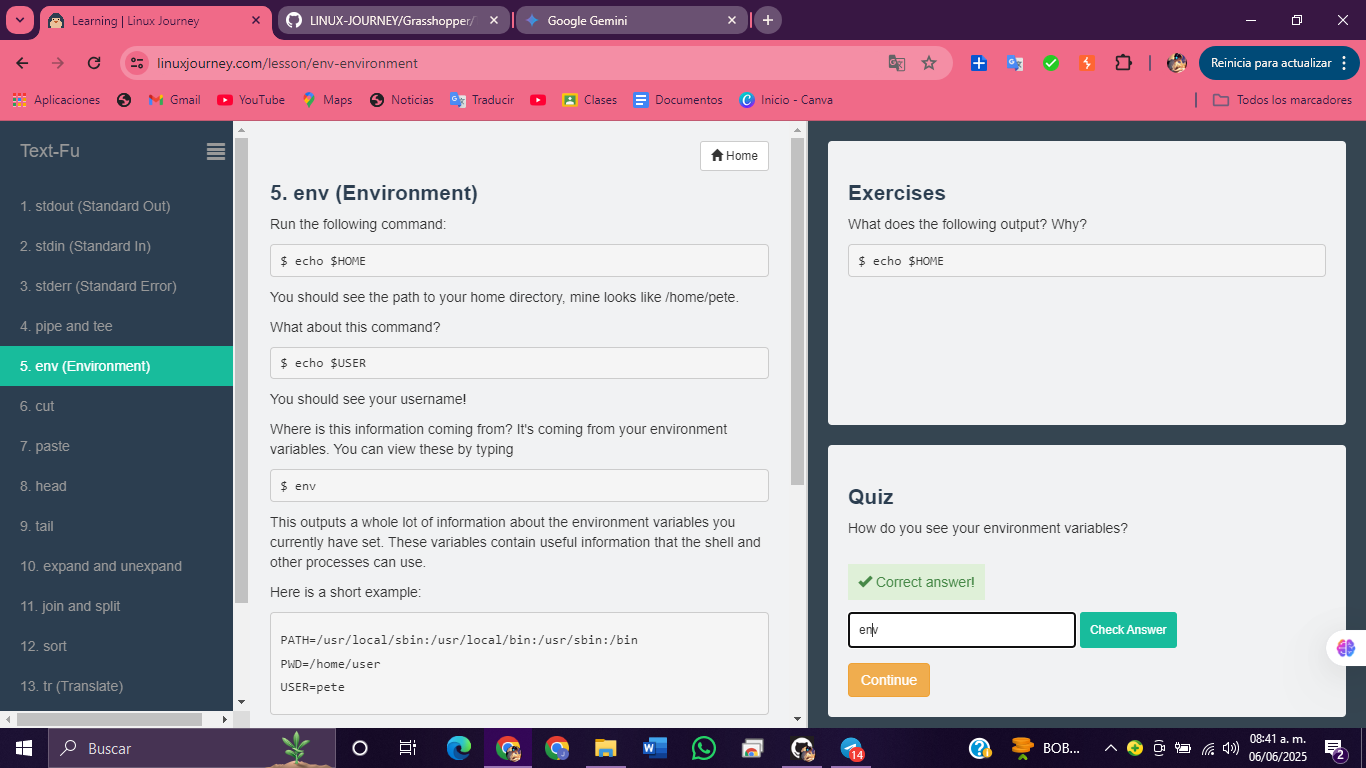 Learning | Linux Journey
LINUX-JOURNEY/Grasshopper/
Google Gemini
linuxjourney.com/lesson/env-environment
Reinicia para actualizar
Aplicaciones
Gmail
YouTube
Maps
Noticias
Traducir
Clases
Documentos
Inicio - Canva
Todos los marcadores
Text-Fu
1. stdout (Standard Out)
2. stdin (Standard In)
3. stderr (Standard Error)
4. pipe and tee
5. env (Environment)
6. cut
7. paste
8. head
9. tail
10. expand and unexpand
11. join and split
12. sort
13. tr (Translate)
Home
5. env (Environment)
Run the following command:
$ echo $HOME
You should see the path to your home directory, mine looks like /home/pete.
What about this command?
$ echo $USER
You should see your username!
Where is this information coming from? It's coming from your environment
variables. You can view these by typing
$ env
This outputs a whole lot of information about the environment variables you
currently have set. These variables contain useful information that the shell and
other processes can use.
Here is a short example:
PATH=/usr/local/sbin:/usr/local/bin:/usr/sbin:/bin
PWD=/home/user
USER=pete
Exercises
What does the following output? Why?
$ echo $HOME
Quiz
How do you see your environment variables?
Correct answer!
env
Check Answer
Continue
Buscar
14
BOB...
08:41 a. m.
06/06/2025
2